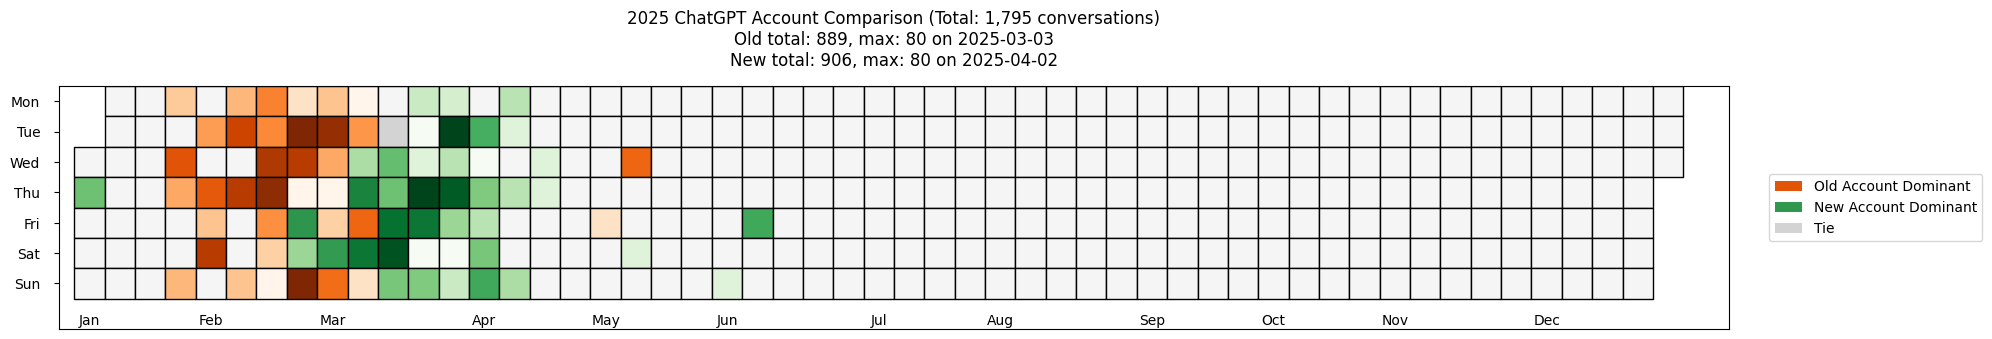 2025 ChatGPT Account Comparison (Total: 1,795 conversations)
Old total: 889, max: 80 on 2025-03-03
New total: 906, max: 80 on 2025-04-02
Mon
Tue
Wed
Thu
Fri
Sat
Sun
Jan
Feb
Mar
Apr
May
Jun
Jul
Aug
Sep
Oct
Nov
Dec
Old Account Dominant
New Account Dominant
Tie